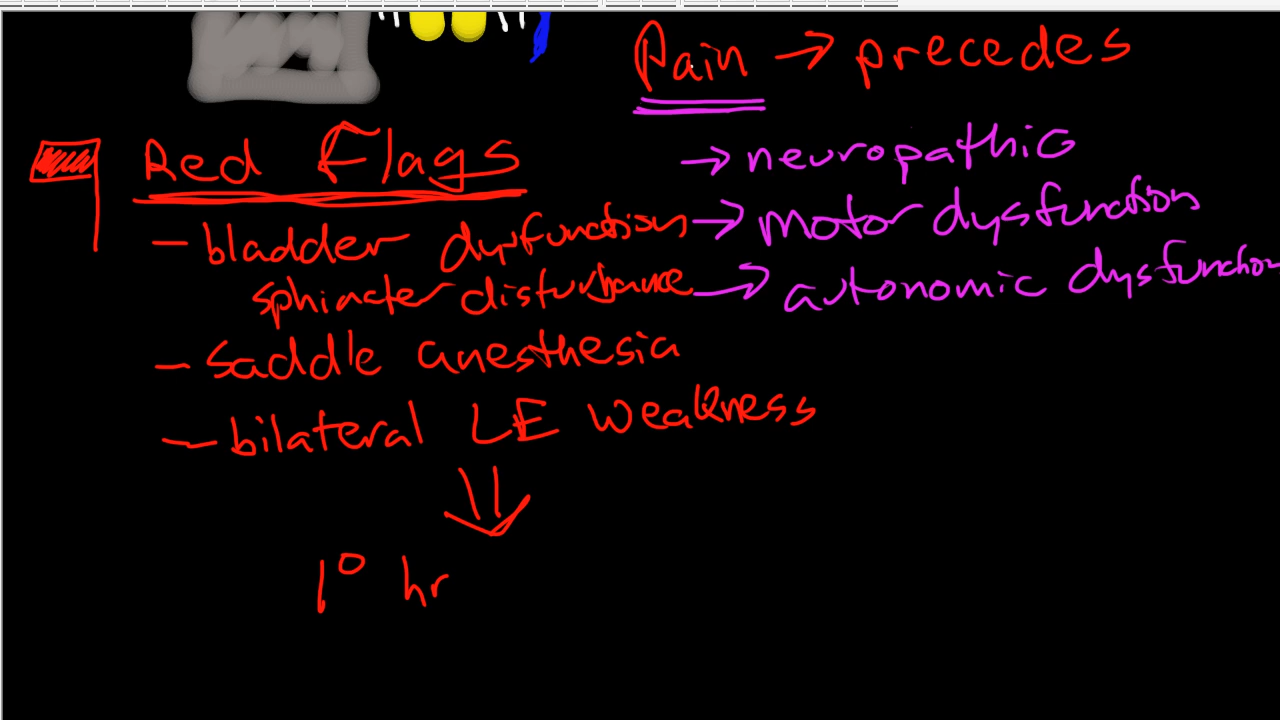 Pain → precedes
→ neuropathic
→ motor dysfunction
→ autonomic dysfunction
Red Flags
- bladder dysfunction
sphincter disturbance
- saddle anesthesia
- bilateral LE weakness
1° hr